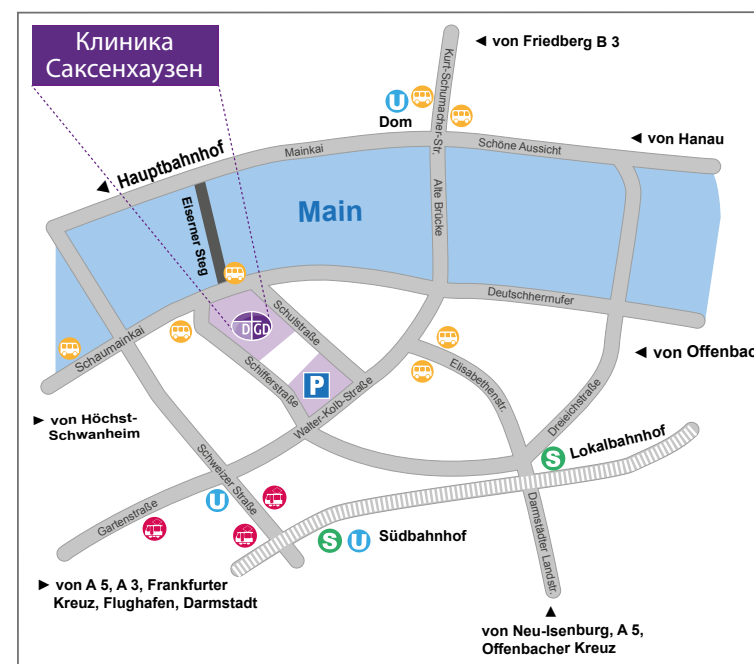 Клиника
Саксенхаузен
◄ von Friedberg B 3
Kurt-Schumacher-Str.
U
Dom
Schöne Aussicht
◄ von Hanau
Mainkai
◄ Hauptbahnhof
Eiserner Steg
Main
Alte Brücke
Deutschherrnufer
Schaumainkai
D GD
Schulstraße
Schifferstraße
P
Walter-Kolb-Straße
Elisabethenstr.
Dreieichstraße
◄ von Offenbac
► von Höchst-
Schwanheim
S Lokalbahnhof
Schweizer Straße
U
Gartenstraße
S U Südbahnhof
Darmstädter Landstr.
► von A 5, A 3, Frankfurter
Kreuz, Flughafen, Darmstadt
▲
von Neu-Isenburg, A 5,
Offenbacher Kreuz